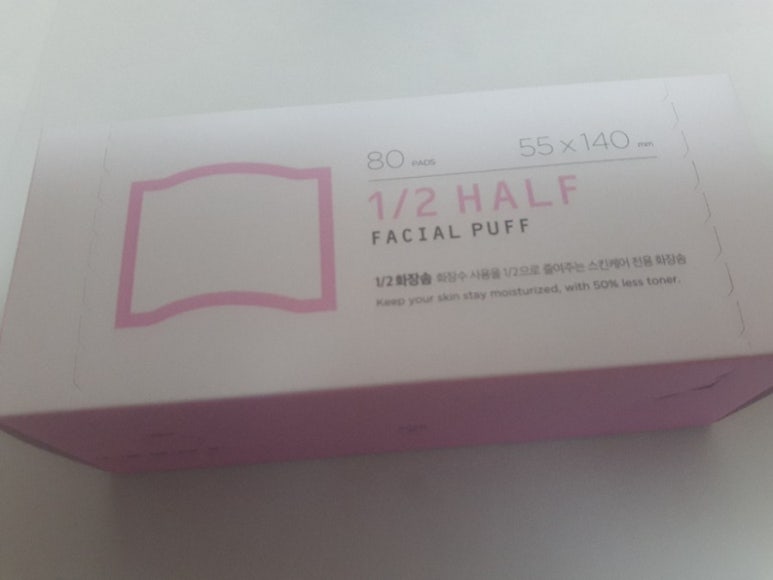 80 PADS 55 x 140 mm
1/2 HALF
FACIAL PUFF
1/2 화장솜 화장수 사용을 1/2으로 줄여주는 스킨케어 전용 화장솜
Keep your skin stay moisturized, with 50% less toner.